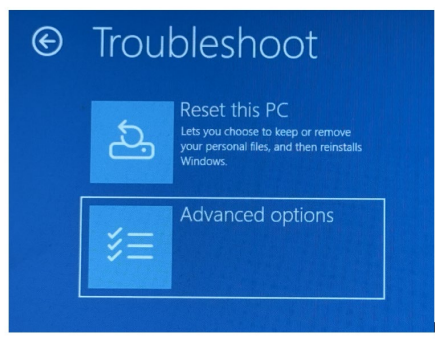 Troubleshoot
Reset this PC
Lets you choose to keep or remove
your personal files, and then reinstalls
Windows.
Advanced options